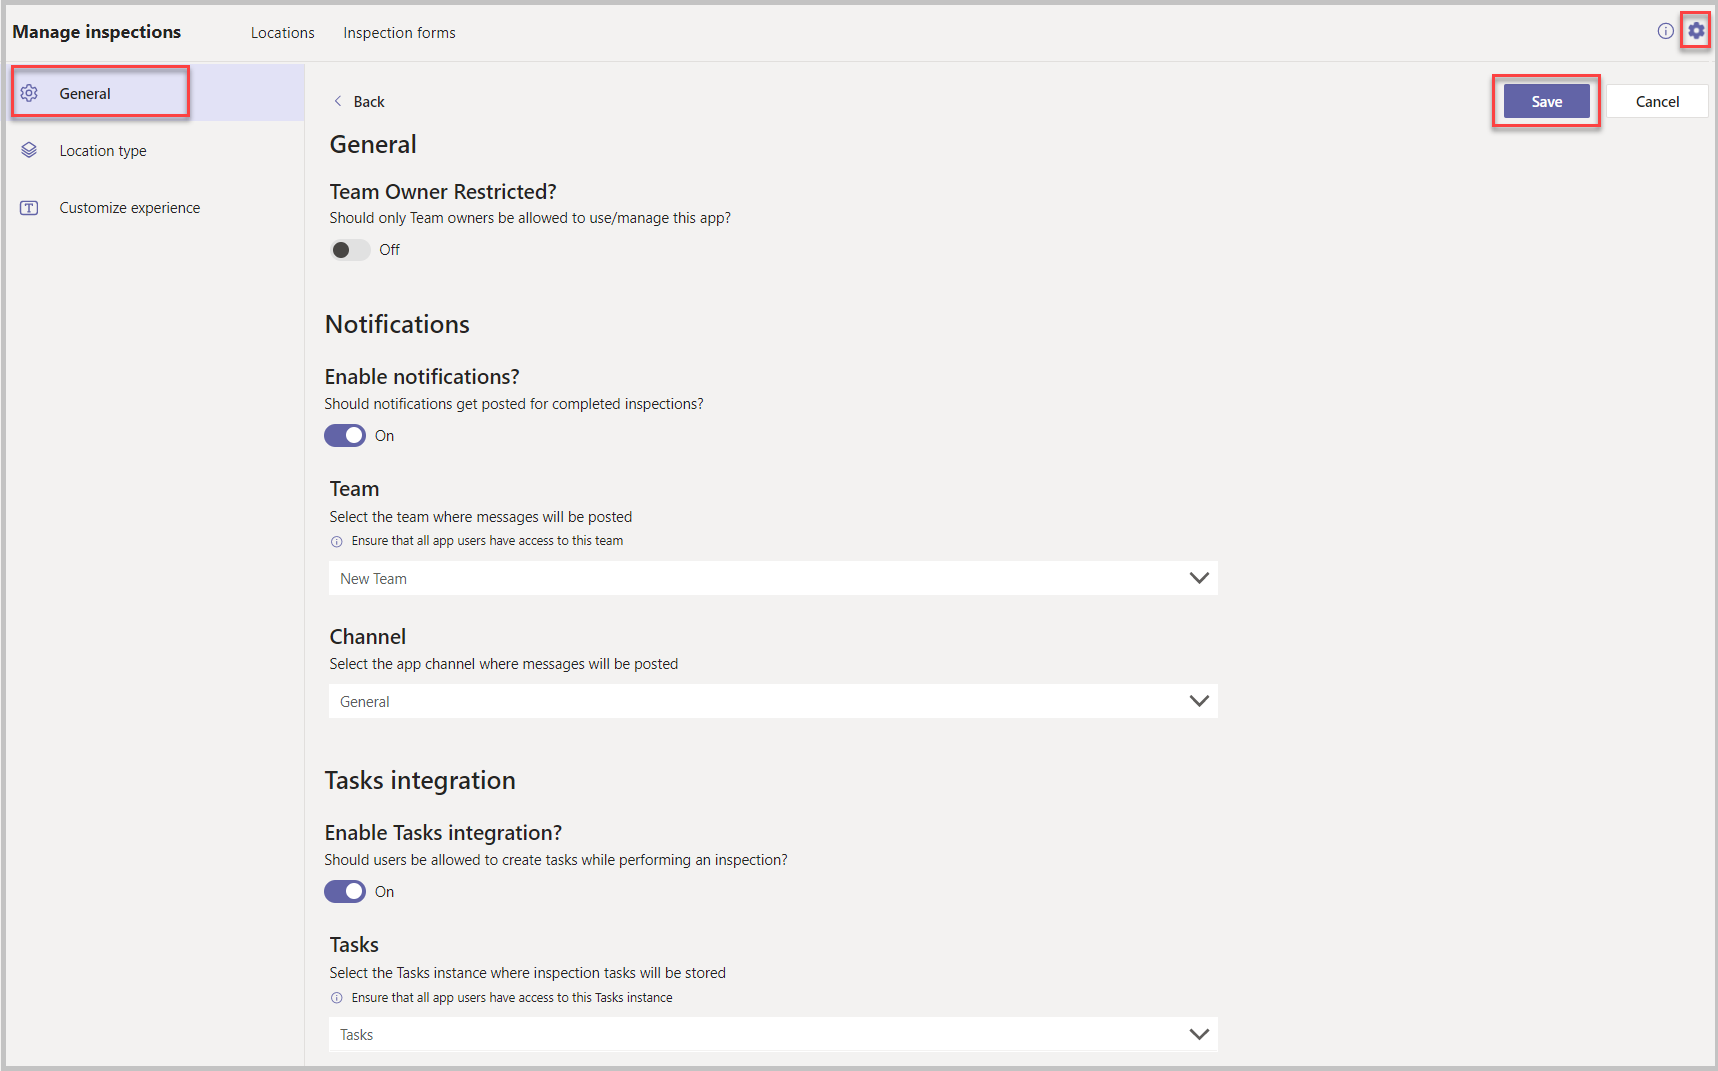 Manage inspections
Locations
Inspection forms
General
Location type
Customize experience
Back
Save
Cancel
General
Team Owner Restricted?
Should only Team owners be allowed to use/manage this app?
Off
Notifications
Enable notifications?
Should notifications get posted for completed inspections?
On
Team
Select the team where messages will be posted
Ensure that all app users have access to this team
New Team
Channel
Select the app channel where messages will be posted
General
Tasks integration
Enable Tasks integration?
Should users be allowed to create tasks while performing an inspection?
On
Tasks
Select the Tasks instance where inspection tasks will be stored
Ensure that all app users have access to this Tasks instance
Tasks